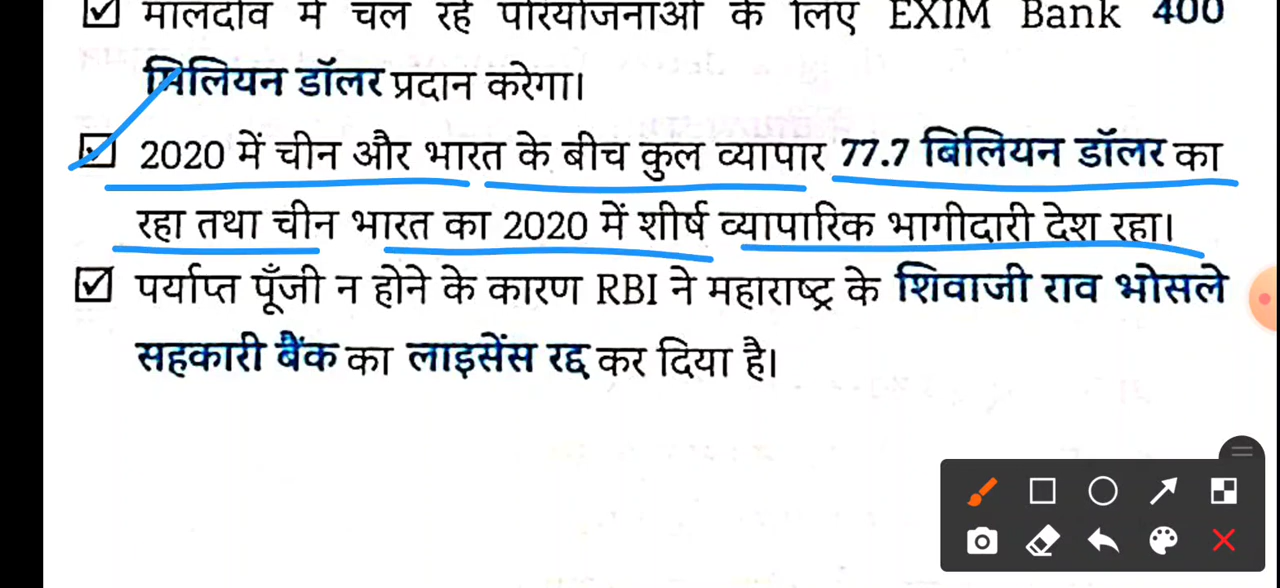 मालदीव में चल रहे परियोजनाओं के लिए EXIM Bank 400
मिलियन डॉलर प्रदान करेगा।
2020 में चीन और भारत के बीच कुल व्यापार 77.7 बिलियन डॉलर का
रहा तथा चीन भारत का 2020 में शीर्ष व्यापारिक भागीदारी देश रहा।
पर्याप्त पूँजी न होने के कारण RBI ने महाराष्ट्र के शिवाजी राव भोसले
सहकारी बैंक का लाइसेंस रद्द कर दिया है।